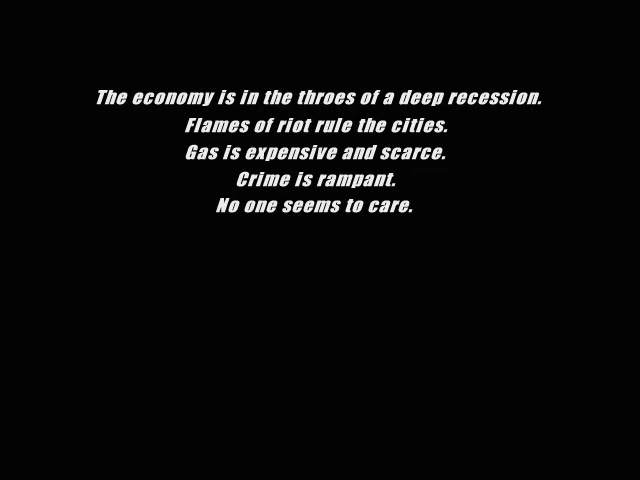 The economy is in the throes of a deep recession.
Flames of riot rule the cities.
Gas is expensive and scarce.
Crime is rampant.
No one seems to care.